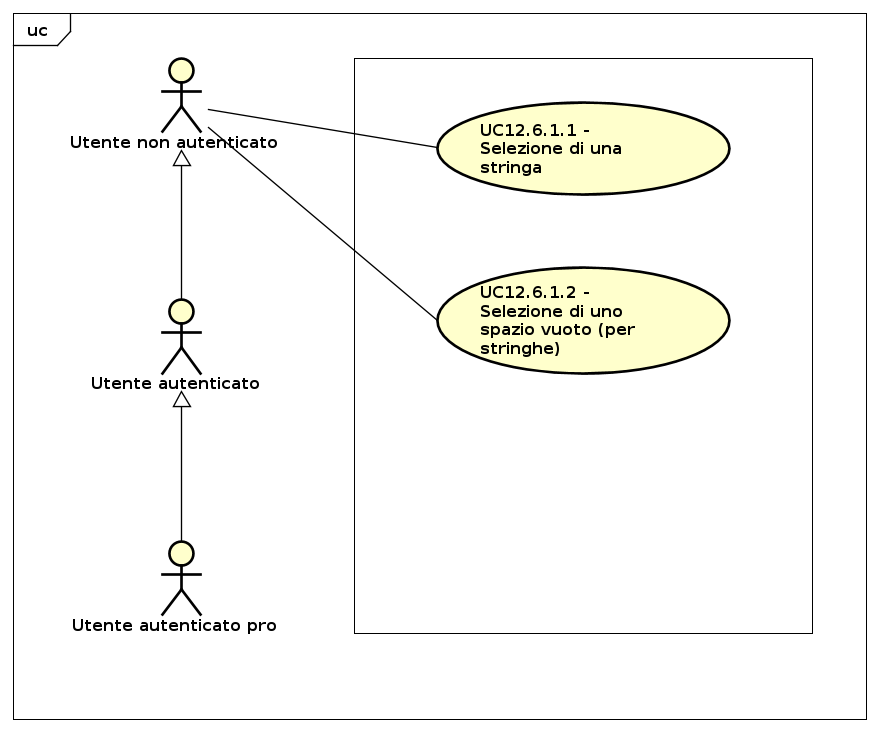 uc
Utente non autenticato
UC12.6.1.1 -
Selezione di una
stringa
UC12.6.1.2 -
Selezione di uno
spazio vuoto (per
stringhe)
Utente autenticato
Utente autenticato pro